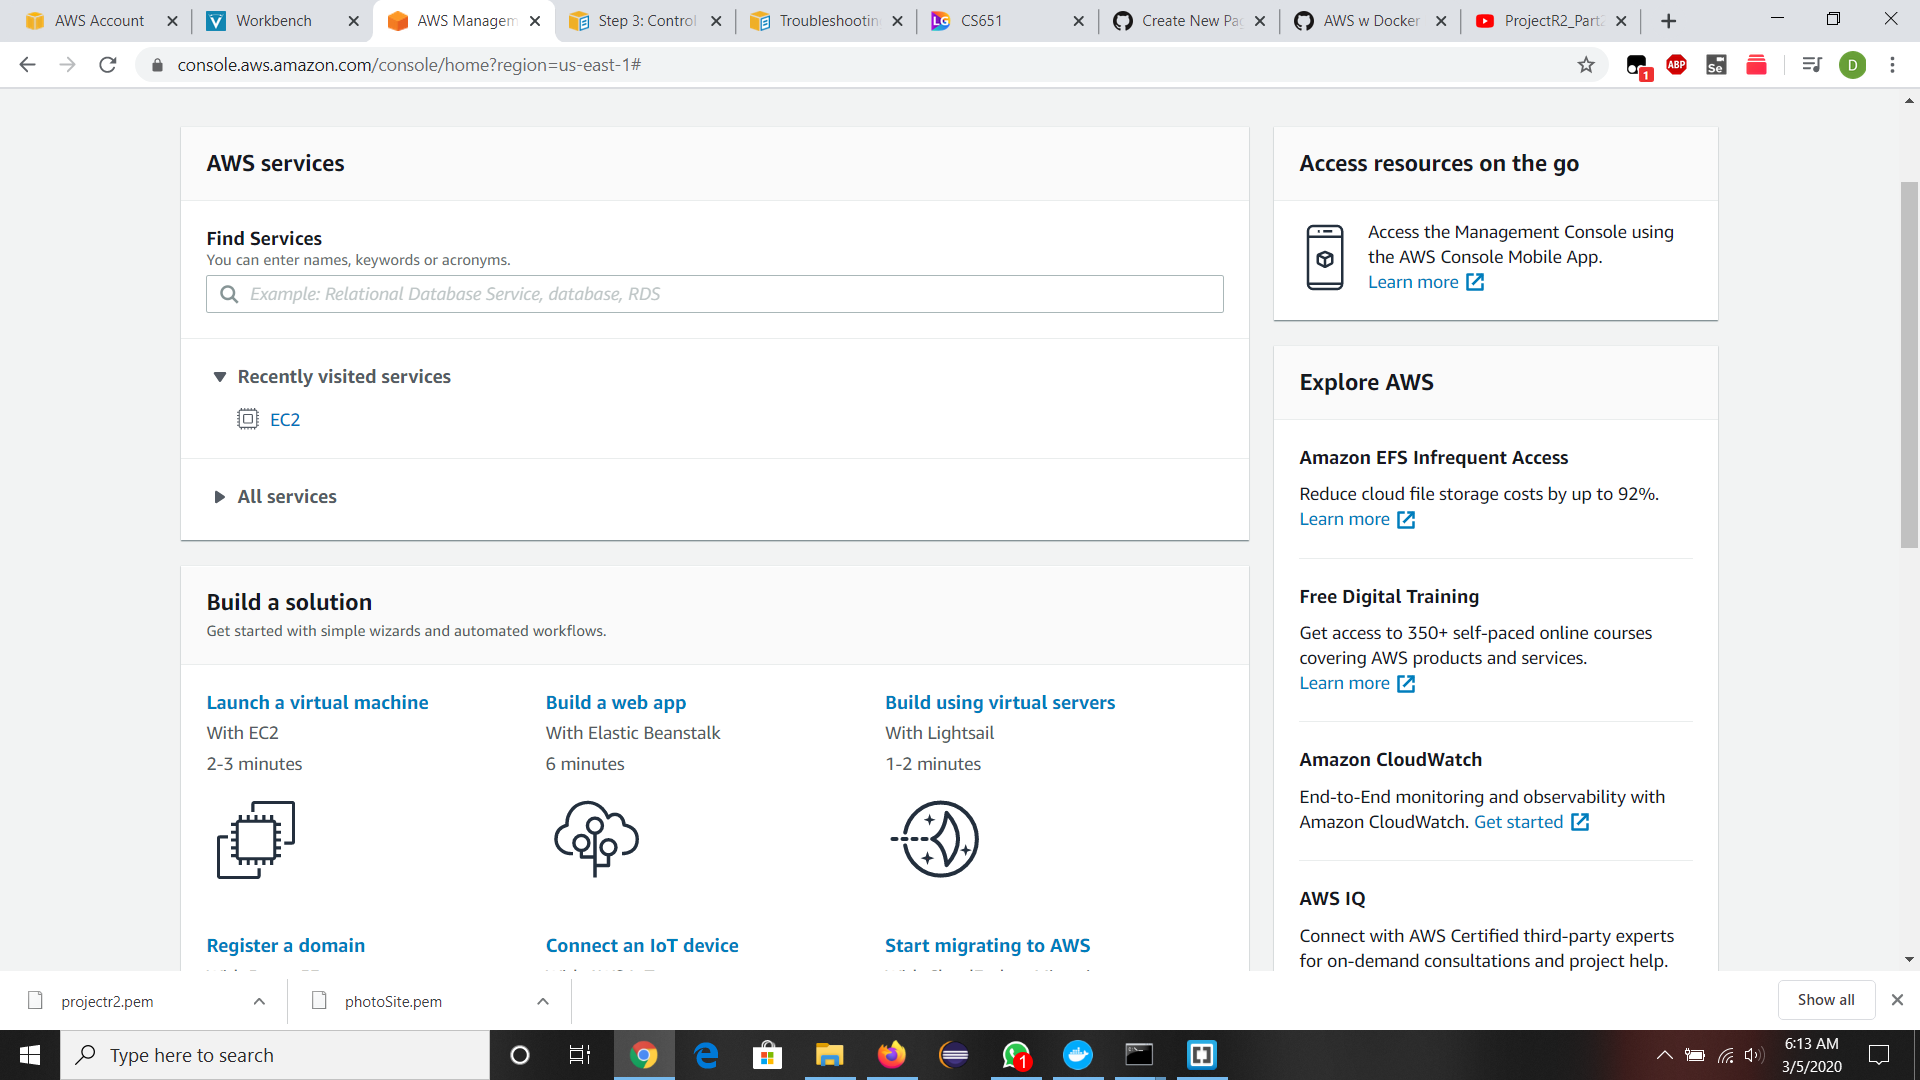 AWS Account
Workbench
AWS Managem
Step 3: Control
Troubleshootin
CS651
Create New Pag
AWS w Docker
ProjectR2_Part2
console.aws.amazon.com/console/home?region=us-east-1#
1
ABP
Se
D
AWS services
Find Services
You can enter names, keywords or acronyms.
Example: Relational Database Service, database, RDS
Recently visited services
EC2
All services
Build a solution
Get started with simple wizards and automated workflows.
Launch a virtual machine
With EC2
2-3 minutes
Build a web app
With Elastic Beanstalk
6 minutes
Build using virtual servers
With Lightsail
1-2 minutes
Register a domain
Connect an IoT device
Start migrating to AWS
Access resources on the go
Access the Management Console using
the AWS Console Mobile App.
Learn more
Explore AWS
Amazon EFS Infrequent Access
Reduce cloud file storage costs by up to 92%.
Learn more
Free Digital Training
Get access to 350+ self-paced online courses
covering AWS products and services.
Learn more
Amazon CloudWatch
End-to-End monitoring and observability with
Amazon CloudWatch. Get started
AWS IQ
Connect with AWS Certified third-party experts
for on-demand consultations and project help.
projectr2.pem
photoSite.pem
Show all
Type here to search
1
6:13 AM
3/5/2020